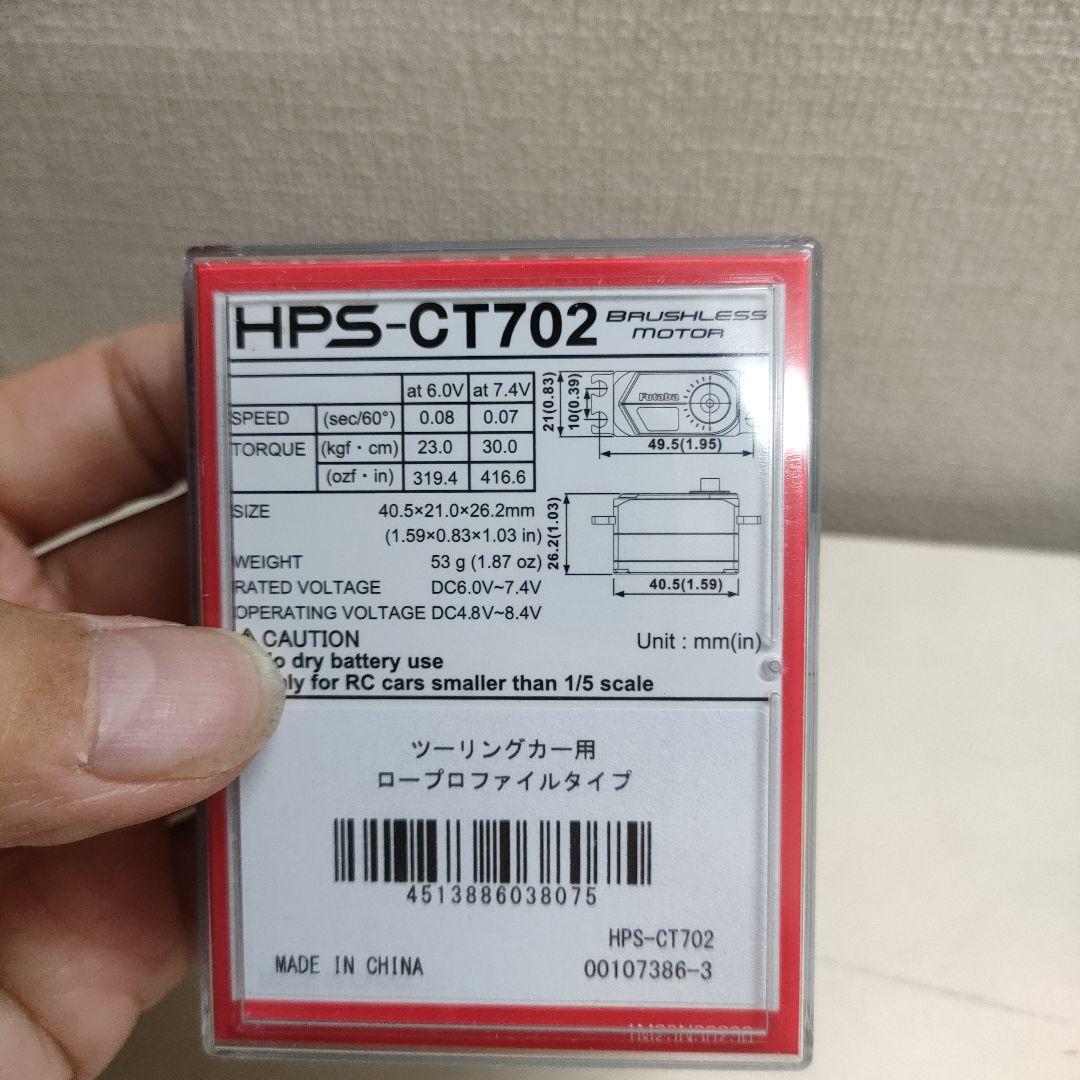 HPS-CT702 BRUSHLESS MOTOR
at 6.0V at 7.4V
SPEED (sec/60°) 0.08 0.07
TORQUE (kgf・cm) 23.0 30.0
(ozf・in) 319.4 416.6
21(0.83)
10(0.39)
Futaba
49.5(1.95)
SIZE 40.5×21.0×26.2mm
(1.59×0.83×1.03 in)
WEIGHT 53 g (1.87 oz)
RATED VOLTAGE DC6.0V~7.4V
OPERATING VOLTAGE DC4.8V~8.4V
26.2(1.03)
40.5(1.59)
CAUTION
Unit : mm(in)
dry battery use
for RC cars smaller than 1/5 scale
ツーリングカー用
ロープロファイルタイプ
4513886038075
HPS-CT702
MADE IN CHINA 00107386-3